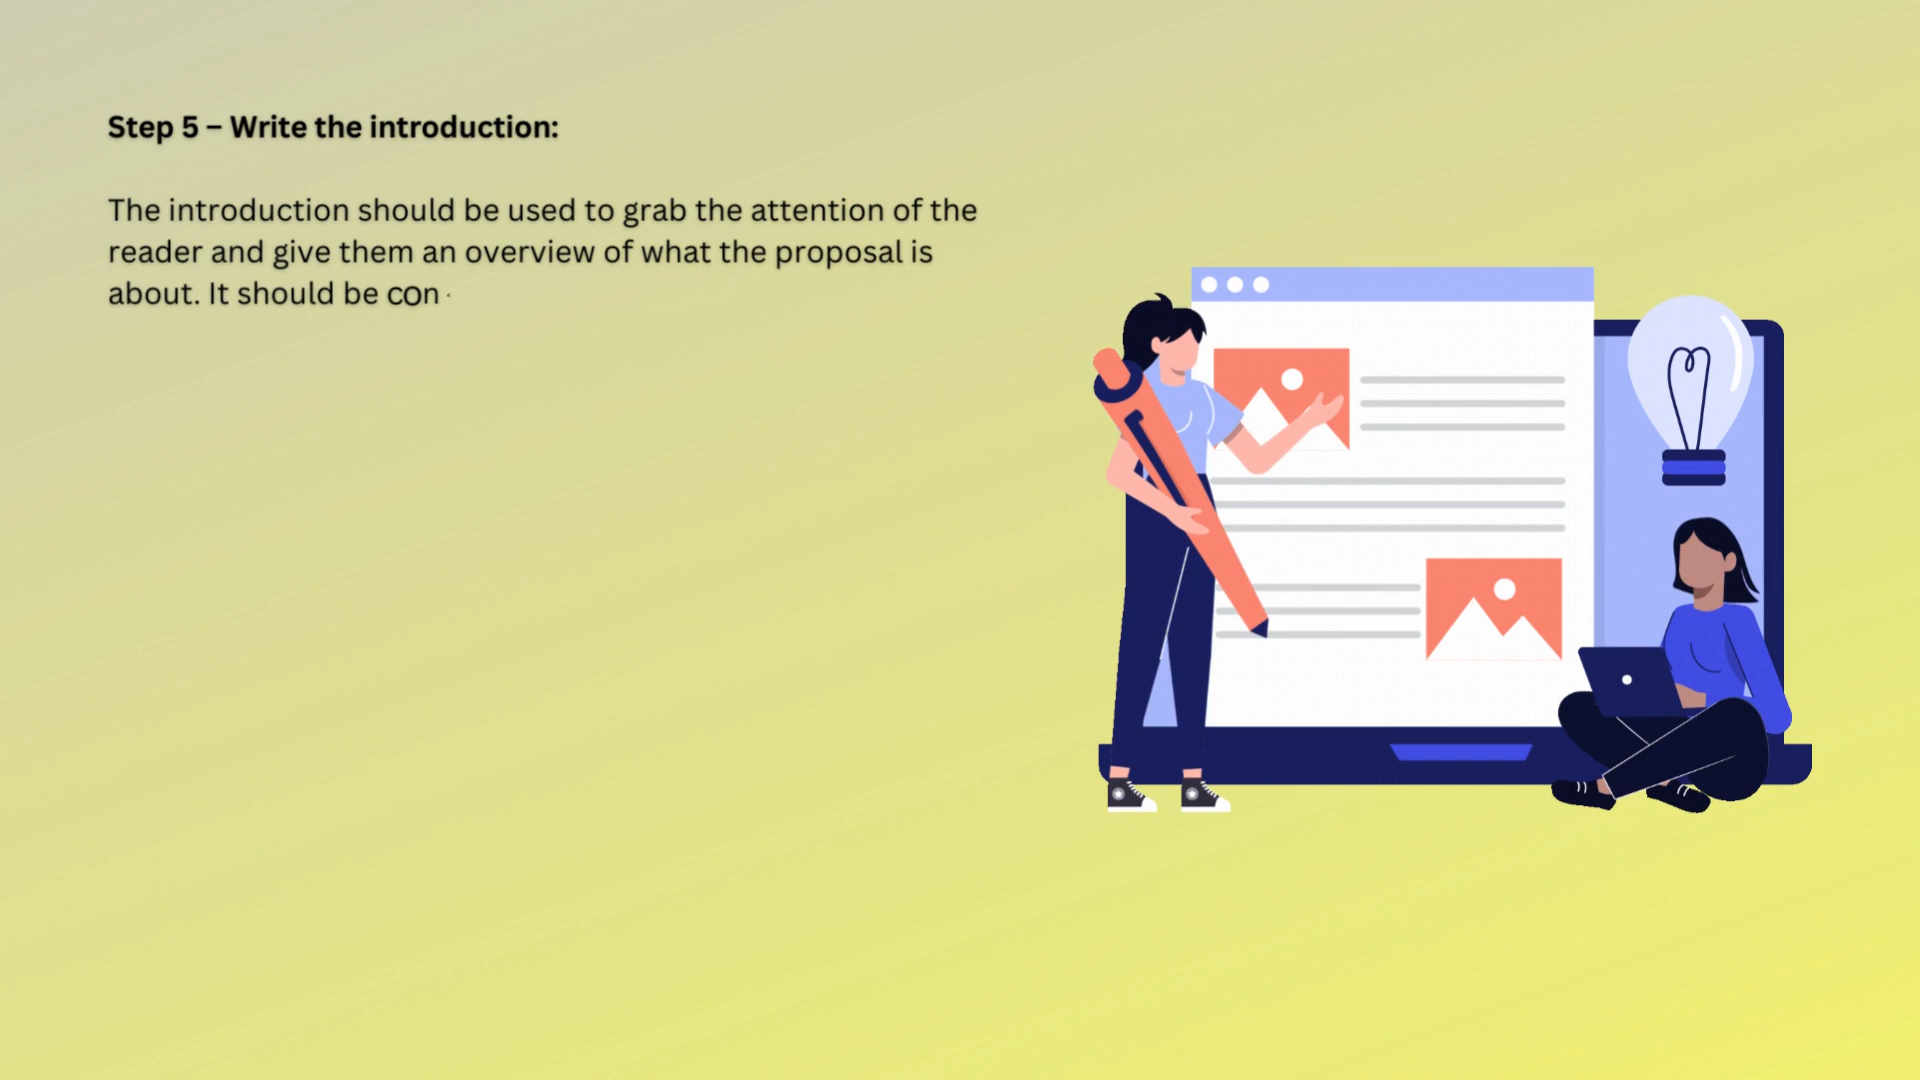 Step 5 – Write the introduction:
The introduction should be used to grab the attention of the
reader and give them an overview of what the proposal is
about. It should be con